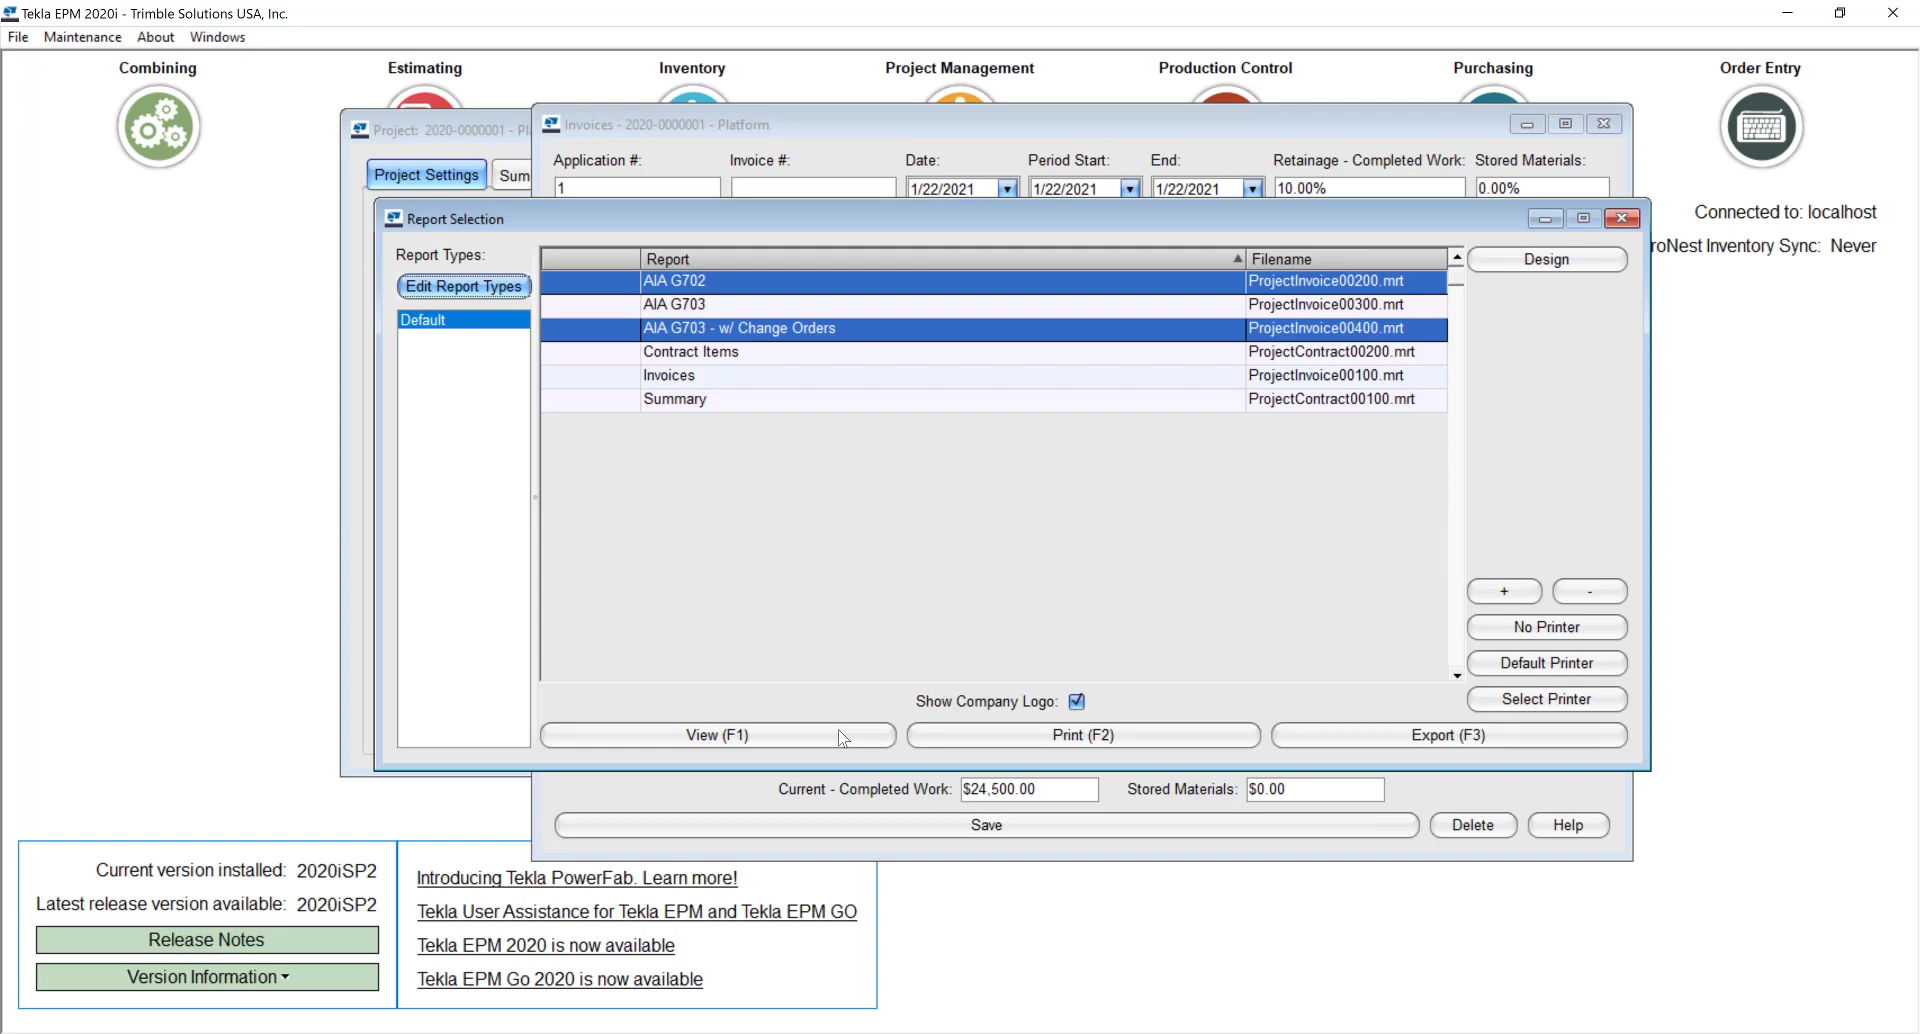 Tekla EPM 2020i - Trimble Solutions USA, Inc.
File Maintenance About Windows
Combining Estimating Inventory Project Management Production Control Purchasing Order Entry
Project: 2020-0000001 - Pl
Invoices - 2020-0000001 - Platform
Project Settings Sum
Application #: Invoice #: Date: Period Start: End: Retainage - Completed Work: Stored Materials:
1 1/22/2021 1/22/2021 1/22/2021 10.00% 0.00%
Connected to: localhost
roNest Inventory Sync: Never
Report Selection
Report Types:
Edit Report Types
Default
Report Filename
AIA G702 ProjectInvoice00200.mrt
AIA G703 ProjectInvoice00300.mrt
AIA G703 - w/ Change Orders ProjectInvoice00400.mrt
Contract Items ProjectContract00200.mrt
Invoices ProjectInvoice00100.mrt
Summary ProjectContract00100.mrt
Design
+ -
No Printer
Default Printer
Select Printer
Show Company Logo:
View (F1) Print (F2) Export (F3)
Current - Completed Work: $24,500.00 Stored Materials: $0.00
Save Delete Help
Current version installed: 2020iSP2
Latest release version available: 2020iSP2
Release Notes
Version Information
Introducing Tekla PowerFab. Learn more!
Tekla User Assistance for Tekla EPM and Tekla EPM GO
Tekla EPM 2020 is now available
Tekla EPM Go 2020 is now available